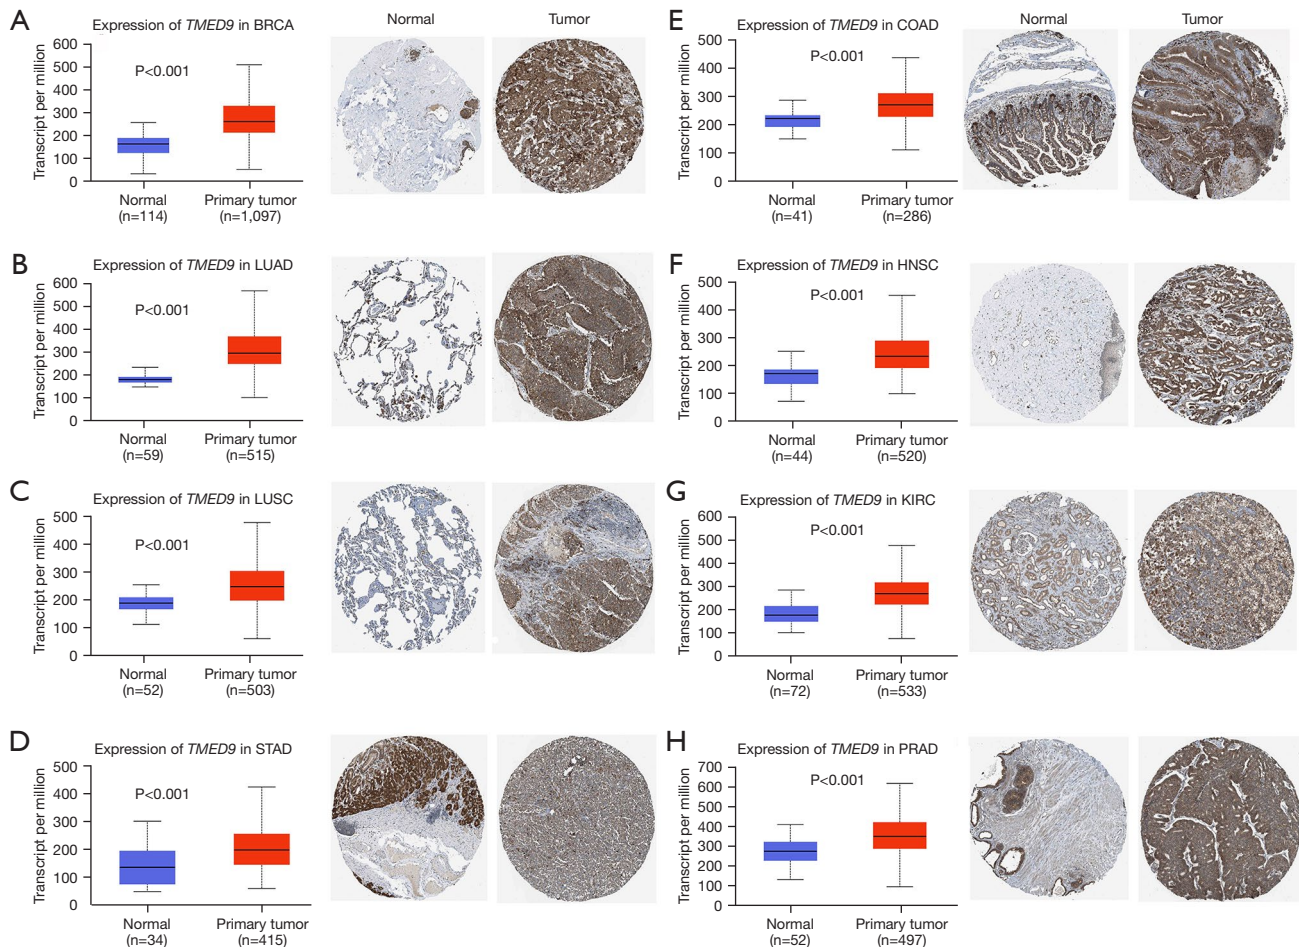 A
Expression of TMED9 in BRCA
Normal
Tumor
Transcript per million
600
500
400
300
200
100
0
P<0.001
Normal
(n=114)
Primary tumor
(n=1,097)
E
Expression of TMED9 in COAD
Normal
Tumor
Transcript per million
500
400
300
200
100
0
P<0.001
Normal
(n=41)
Primary tumor
(n=286)
B
Expression of TMED9 in LUAD
Transcript per million
600
500
400
300
200
100
0
P<0.001
Normal
(n=59)
Primary tumor
(n=515)
F
Expression of TMED9 in HNSC
Transcript per million
500
400
300
200
100
0
P<0.001
Normal
(n=44)
Primary tumor
(n=520)
C
Expression of TMED9 in LUSC
Transcript per million
500
400
300
200
100
0
P<0.001
Normal
(n=52)
Primary tumor
(n=503)
G
Expression of TMED9 in KIRC
Transcript per million
600
500
400
300
200
100
0
P<0.001
Normal
(n=72)
Primary tumor
(n=533)
D
Expression of TMED9 in STAD
Transcript per million
500
400
300
200
100
0
P<0.001
Normal
(n=34)
Primary tumor
(n=415)
H
Expression of TMED9 in PRAD
Transcript per million
700
600
500
400
300
200
100
0
P<0.001
Normal
(n=52)
Primary tumor
(n=497)